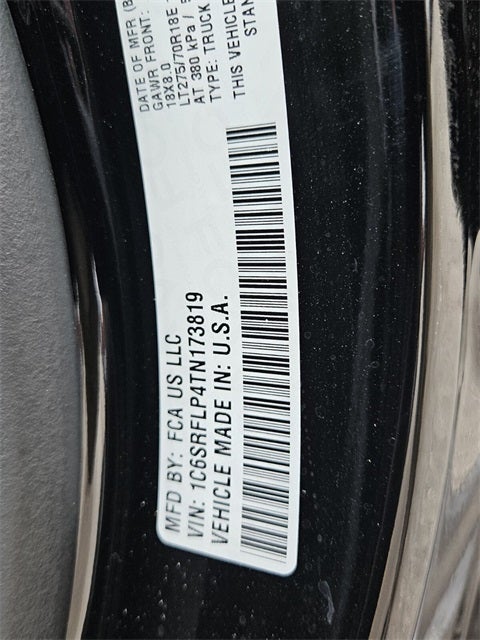 DATE OF MFR
GAWR FRONT:
18X8.0
LT275/70R18E
AT 380 kPa /
TYPE: TRUCK
THIS VEHICLE
STAN
MFD BY: FCA US LLC
VIN: 1C6SRFLP4TN173819
VEHICLE MADE IN: U.S.A.